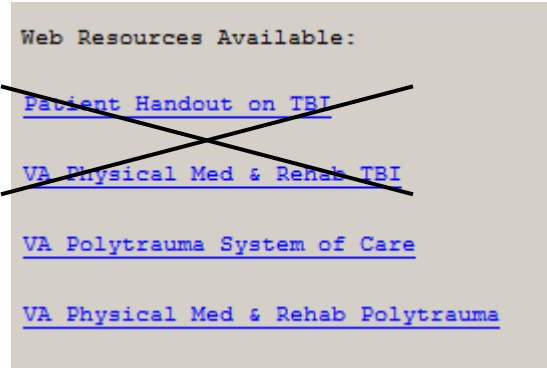 Web Resources Available:
Patient Handout on TBI
VA Physical Med & Rehab TBI
VA Polytrauma System of Care
VA Physical Med & Rehab Polytrauma